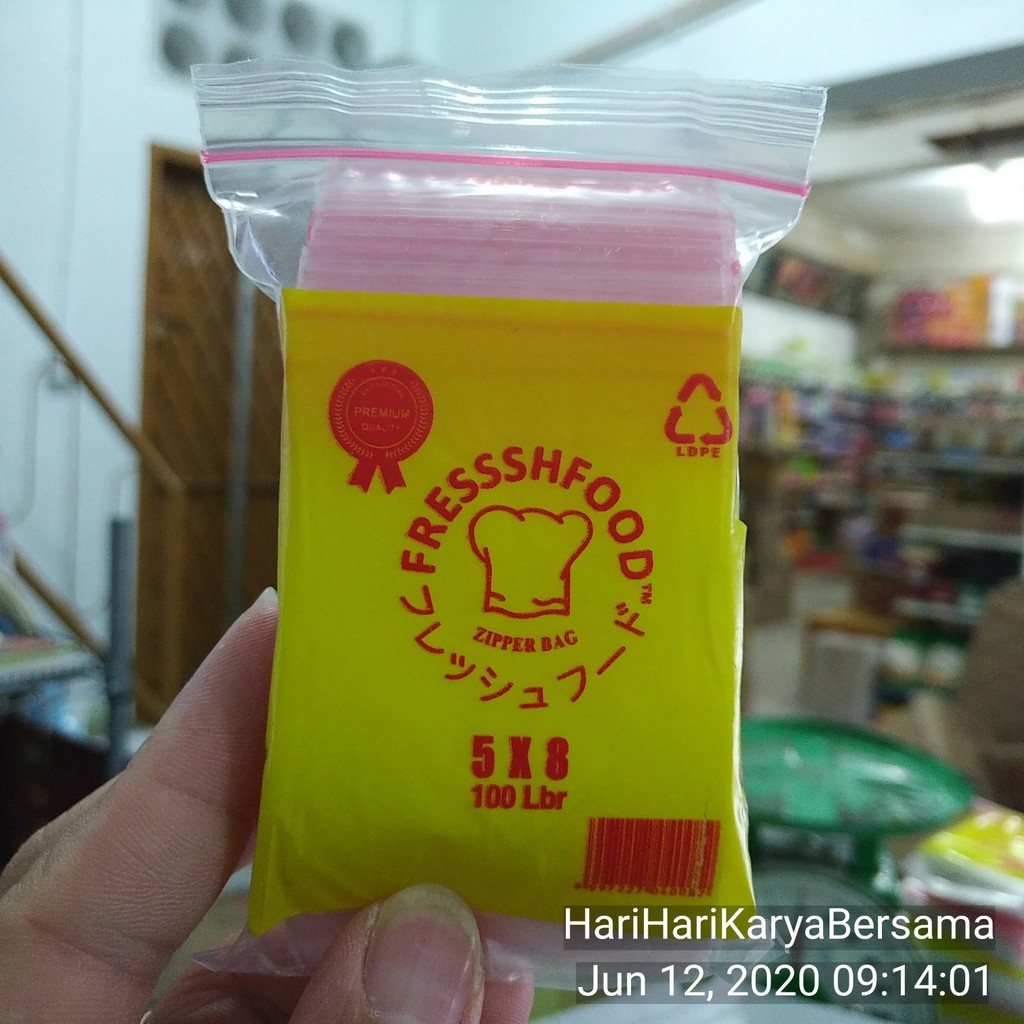 PREMIUM
QUALITY
LDPE
FRESSSHFOOD™
ZIPPER BAG
フレッシュフード
5 X 8
100 Lbr
HariHariKaryaBersama
Jun 12, 2020 09:14:01